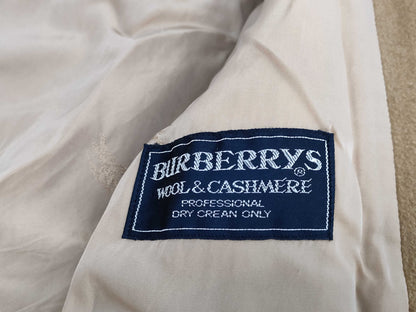 BURBERRYS®
WOOL & CASHMERE
PROFESSIONAL
DRY CREAN ONLY